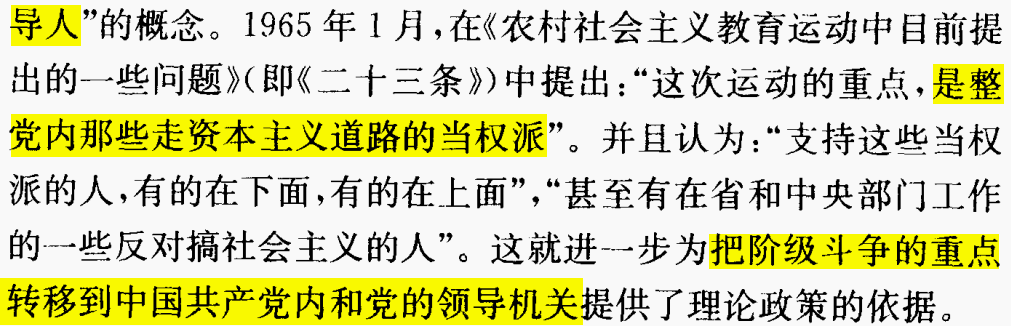 导人”的概念。1965年1月,在《农村社会主义教育运动中目前提
出的一些问题》(即《二十三条》)中提出:“这次运动的重点,是整
党内那些走资本主义道路的当权派”。并且认为:“支持这些当权
派的人,有的在下面,有的在上面”,“甚至有在省和中央部门工作
的一些反对搞社会主义的人”。这就进一步为把阶级斗争的重点
转移到中国共产党内和党的领导机关提供了理论政策的依据。